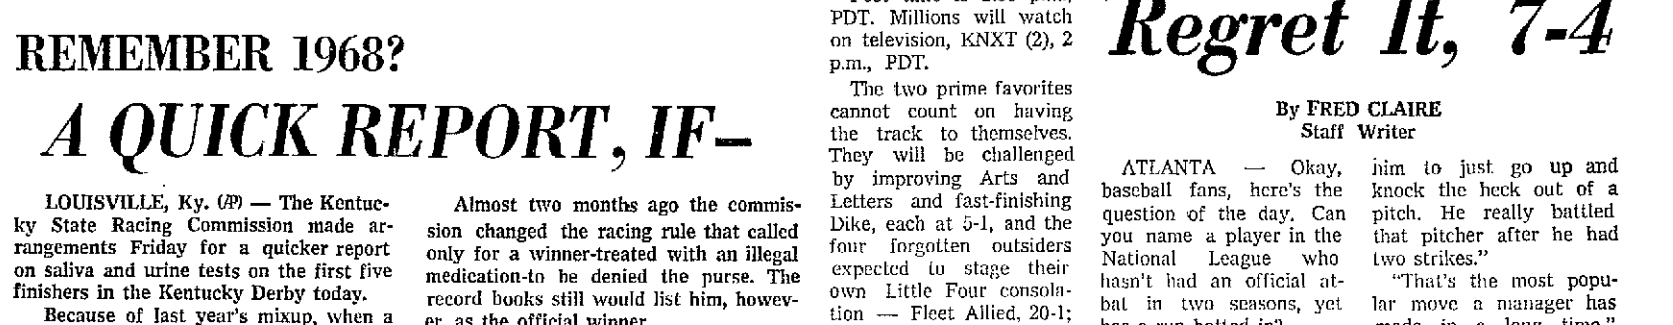 REMEMBER 1968?
A QUICK REPORT, IF–
LOUISVILLE, Ky. (AP) — The Kentuc-
ky State Racing Commission made ar-
rangements Friday for a quicker report
on saliva and urine tests on the first five
finishers in the Kentucky Derby today.
Because of last year's mixup, when a
Almost two months ago the commis-
sion changed the racing rule that called
only for a winner-treated with an illegal
medication-to be denied the purse. The
record books still would list him, howev-
er, as the official winner.
PDT. Millions will watch
on television, KNXT (2), 2
p.m., PDT.
The two prime favorites
cannot count on having
the track to themselves.
They will be challenged
by improving Arts and
Letters and fast-finishing
Dike, each at 5-1, and the
four forgotten outsiders
expected to stage their
own Little Four consola-
tion — Fleet Allied, 20-1;
Regret It, 7-4
By FRED CLAIRE
Staff Writer
ATLANTA — Okay,
baseball fans, here's the
question of the day. Can
you name a player in the
National League who
hasn't had an official at-
bat in two seasons, yet
has a run batted in?
him to just go up and
knock the heck out of a
pitch. He really battled
that pitcher after he had
two strikes."
"That's the most popu-
lar move a manager has
made in a long time,"